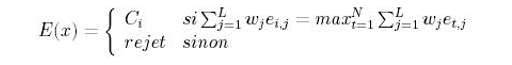 E(x) = { C_i si ∑_{j=1}^{L} w_j e_{i,j} = max_{t=1}^{N} ∑_{j=1}^{L} w_j e_{t,j}
rejet sinon